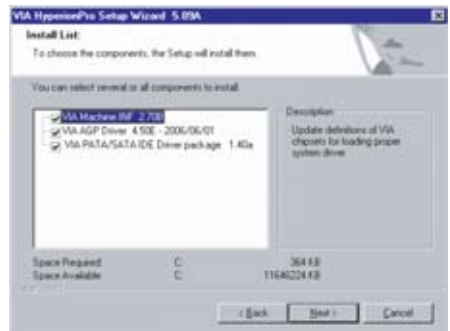 VIA HyperionPro Setup Wizard 5.09A
Install List:
To choose the components, the Setup will install them.
You can select several or all components to install.
VIA Machine INF 2.70B
VIA AGP Driver 4.50E - 2006/06/01
VIA PATA/SATA IDE Driver package 1.40a
Description
Update definitions of VIA
chipsets for loading proper
system driver
Space Required C: 364 KB
Space Available C: 11646224 KB
< Back
Next >
Cancel